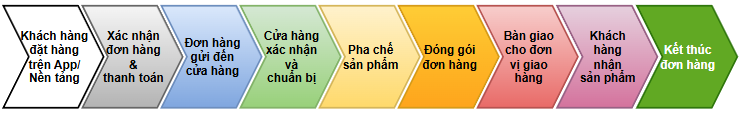 Khách hàng
đặt hàng
trên App/
Nền tảng
Xác nhận
đơn hàng
&
thanh toán
Đơn hàng
gửi đến
cửa hàng
Cửa hàng
xác nhận
và
chuẩn bị
Pha chế
sản phẩm
Đóng gói
đơn hàng
Bàn giao
cho đơn
vị giao
hàng
Khách
hàng
nhận
sản phẩm
Kết thúc
đơn hàng